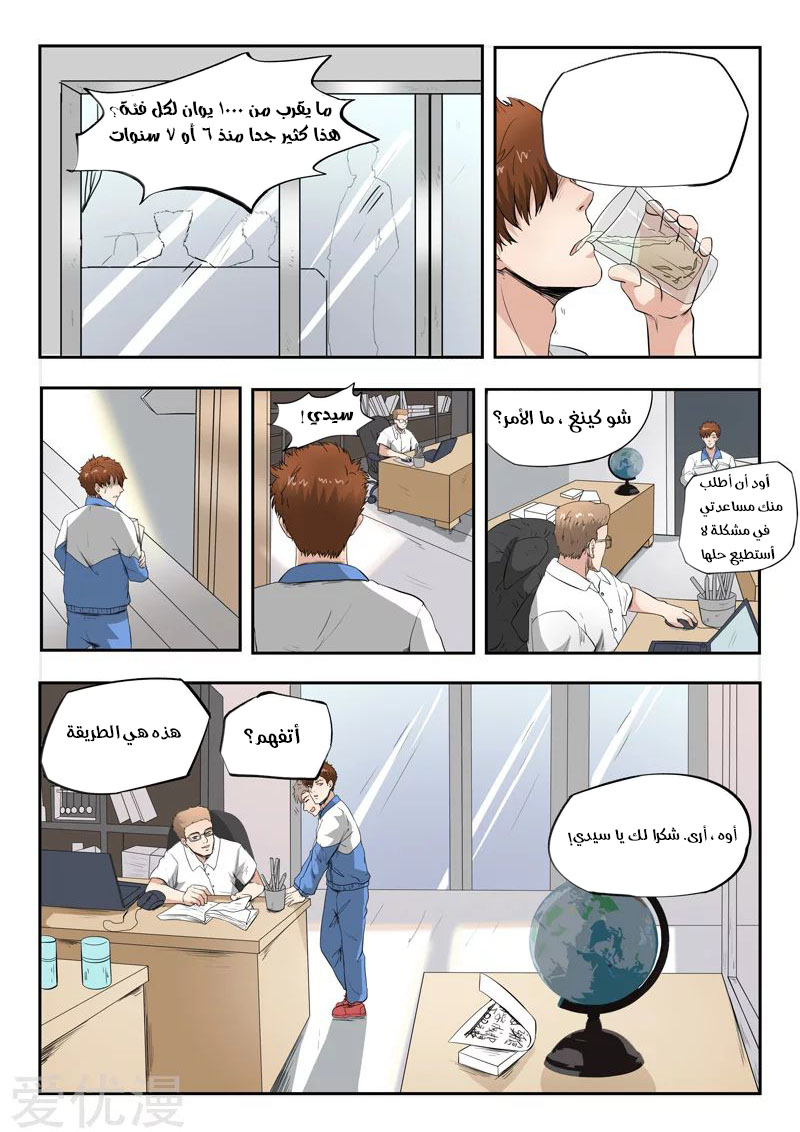 ما يقرب من ١٠٠٠ يوان لكل فئة؟
هذا كثير جدا منذ ٦ أو ٧ سنوات
شو كينغ ، ما الأمر؟
أود أن أطلب
منك مساعدتي
في مشكلة لا
أستطيع حلها
سيدي!
أتفهم؟
هذه هي الطريقة
أوه ، أرى. شكرا لك يا سيدي!
爱优漫